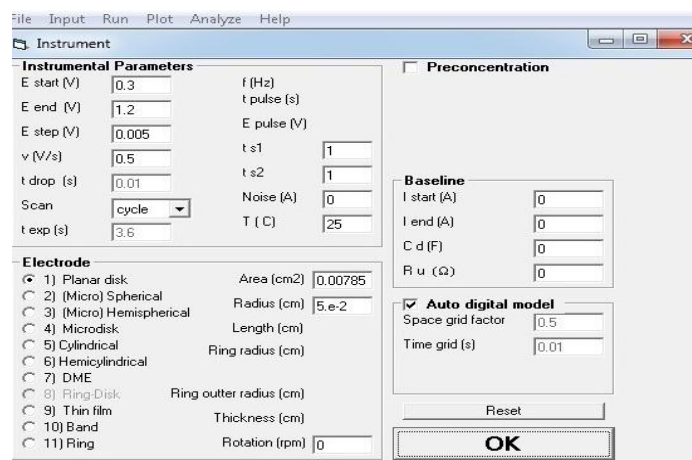 File Input Run Plot Analyze Help
Instrument
Instrumental Parameters
E start (V) 0.3
E end (V) 1.2
E step (V) 0.005
v (V/s) 0.5
t drop (s) 0.01
Scan cycle
t exp (s) 3.6
f (Hz)
t pulse (s)
E pulse (V)
t s1 1
t s2 1
Noise (A) 0
T ( C) 25
Preconcentration
Baseline
I start (A) 0
I end (A) 0
C d (F) 0
R u (Ω) 0
Electrode
1) Planar disk
2) (Micro) Spherical
3) (Micro) Hemispherical
4) Microdisk
5) Cylindrical
6) Hemicylindrical
7) DME
8) Ring-Disk
9) Thin film
10) Band
11) Ring
Area (cm2) 0.00785
Radius (cm) 5.e-2
Length (cm)
Ring radius (cm)
Ring outter radius (cm)
Thickness (cm)
Rotation (rpm) 0
Auto digital model
Space grid factor 0.5
Time grid (s) 0.01
Reset
OK